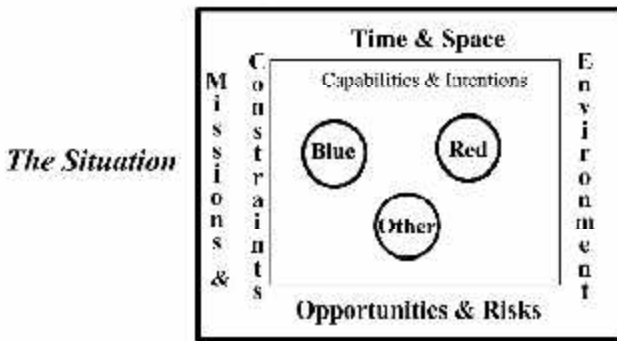 Time & Space
Capabilities & Intentions
The Situation
Missions &
Constraints
Blue
Red
Other
Environment
Opportunities & Risks